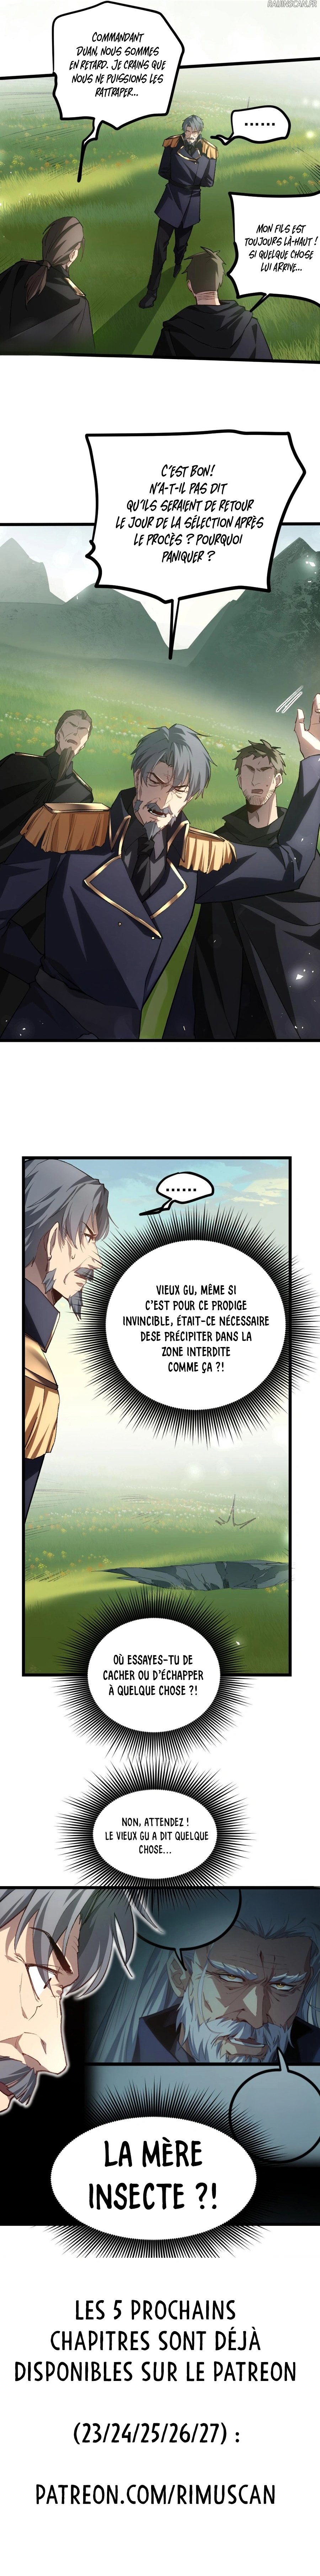 RAIJINSCAN.FR
COMMANDANT
DUAN, NOUS SOMMES
EN RETARD. JE CRAINS QUE
NOUS NE PUISSIONS LES
RATTRAPER...
......
MON FILS EST
TOUJOURS LÀ-HAUT !
SI QUELQUE CHOSE
LUI ARRIVE...
C'EST BON!
N'A-T-IL PAS DIT
QU'ILS SERAIENT DE RETOUR
LE JOUR DE LA SÉLECTION APRÈS
LE PROCÈS ? POURQUOI
PANIQUER ?
......
VIEUX GU, MÊME SI
C'EST POUR CE PRODIGE
INVINCIBLE, ÉTAIT-CE NÉCESSAIRE
DESE PRÉCIPITER DANS LA
ZONE INTERDITE
COMME ÇA ?!
OÙ ESSAYES-TU DE
CACHER OU D'ÉCHAPPER
À QUELQUE CHOSE ?!
NON, ATTENDEZ !
LE VIEUX GU A DIT QUELQUE
CHOSE...
LA MÈRE
INSECTE ?!
LES 5 PROCHAINS
CHAPITRES SONT DÉJÀ
DISPONIBLES SUR LE PATREON
(23/24/25/26/27) :
PATREON.COM/RIMUSCAN